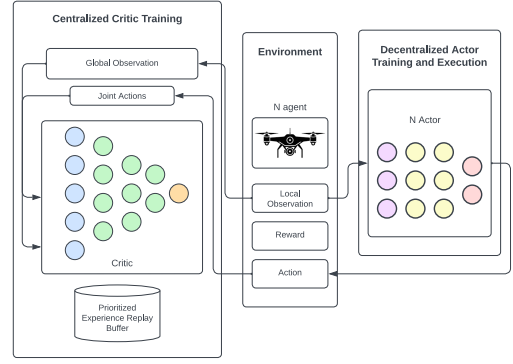 Centralized Critic Training
Global Observation
Joint Actions
Critic
Prioritized
Experience Replay
Buffer
Environment
N agent
Local
Observation
Reward
Action
Decentralized Actor
Training and Execution
N Actor